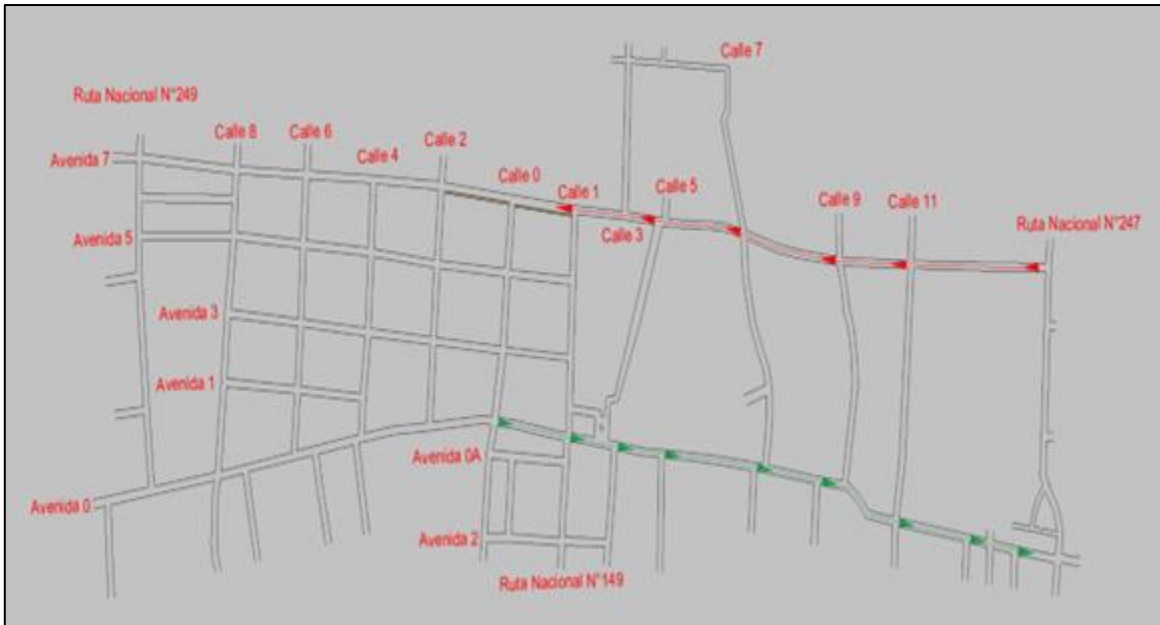 Calle 7
Ruta Nacional N°249
Calle 8
Calle 6
Calle 2
Avenida 7
Calle 4
Calle 0
Calle 1
Calle 5
Calle 9
Calle 11
Ruta Nacional N°247
Calle 3
Avenida 5
Avenida 3
Avenida 1
Avenida 0A
Avenida 0
Avenida 2
Ruta Nacional N°149